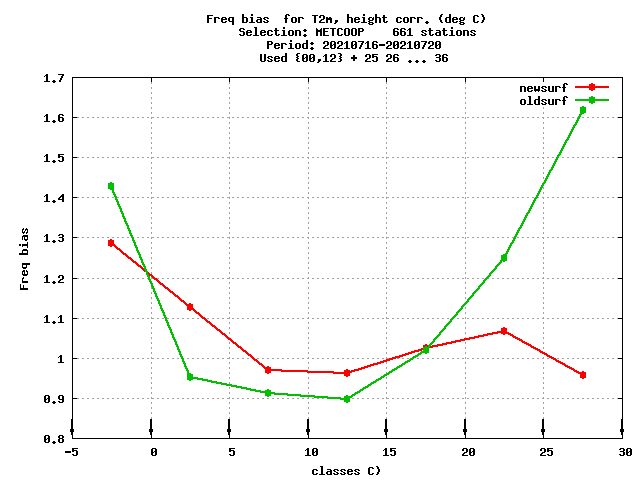 Freq bias  for T2m, height corr. (deg C)
Selection: METCOOP    661 stations
Period: 20210716-20210720
Used {00,12} + 25 26 ... 36
newsurf
oldsurf
1.7
1.6
1.5
1.4
1.3
1.2
1.1
1
0.9
0.8
Freq bias
-5 0 5 10 15 20 25 30
classes C)